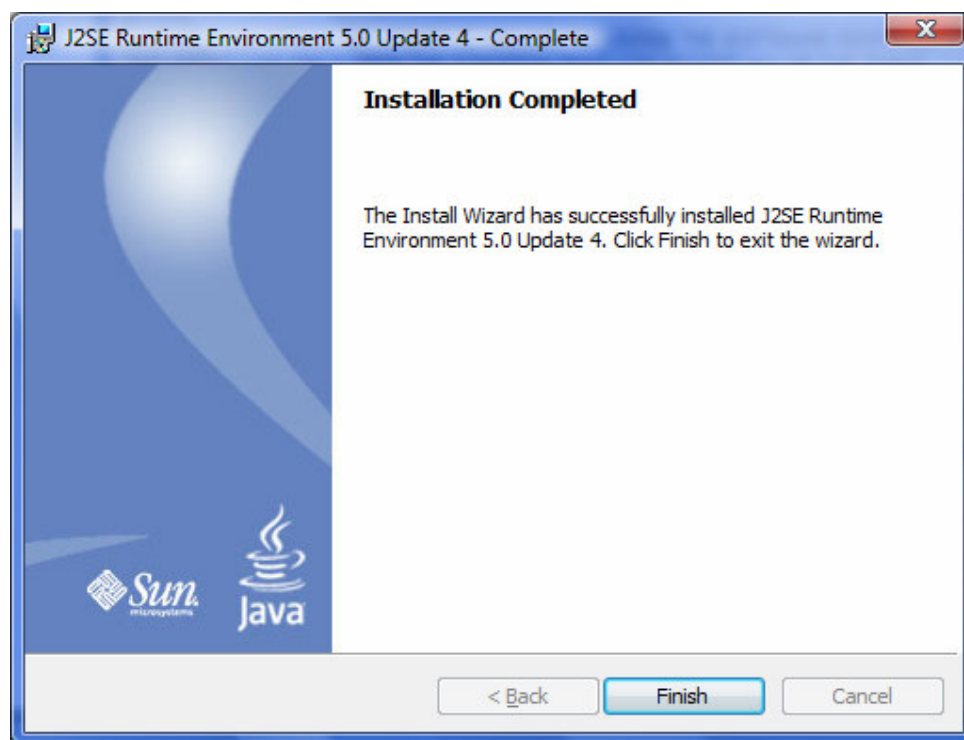 J2SE Runtime Environment 5.0 Update 4 - Complete
Installation Completed
The Install Wizard has successfully installed J2SE Runtime
Environment 5.0 Update 4. Click Finish to exit the wizard.
Sun.
microsystems
Java
< Back
Finish
Cancel